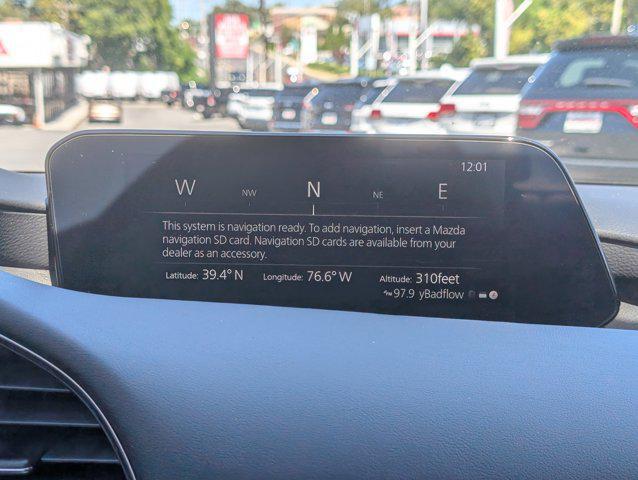 12:01
W NW N NE E
This system is navigation ready. To add navigation, insert a Mazda
navigation SD card. Navigation SD cards are available from your
dealer as an accessory.
Latitude: 39.4° N Longitude: 76.6° W Altitude: 310feet
FM 97.9 yBadflow